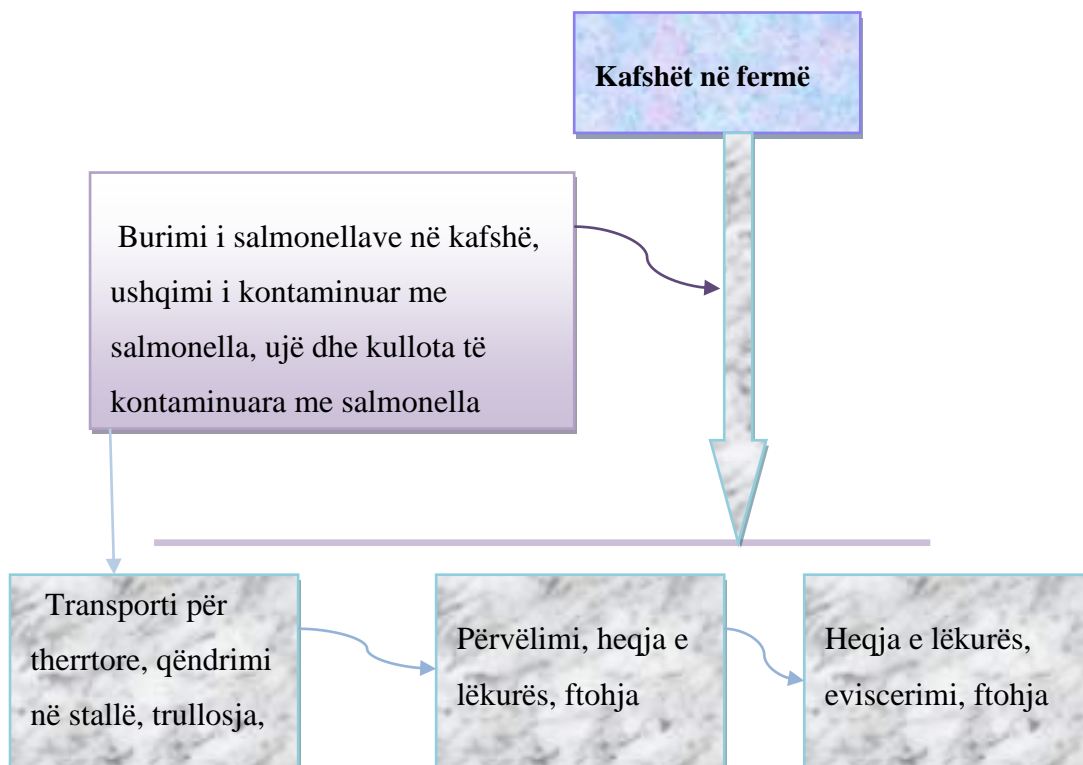 Kafshët në fermë
Burimi i salmonellave në kafshë,
ushqimi i kontaminuar me
salmonella, ujë dhe kullota të
kontaminuara me salmonella
Transporti për
therrtore, qëndrimi
në stallë, trullosja,
Përvëlimi, heqja e
lëkurës, ftohja
Heqja e lëkurës,
eviscerimi, ftohja